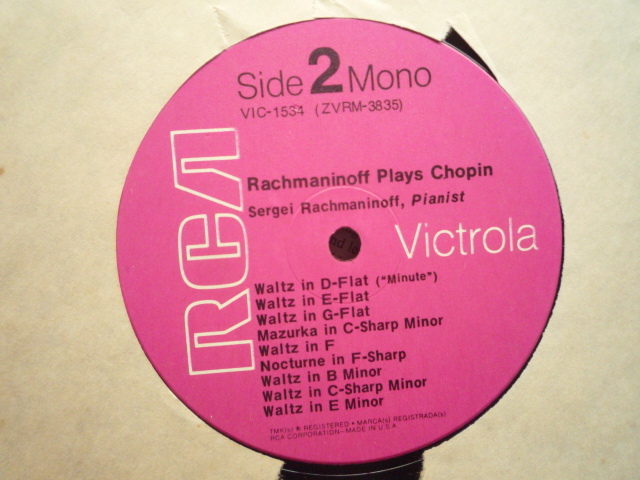 Side 2 Mono
VIC-1534 (ZVRM-3835)
RCA
Rachmaninoff Plays Chopin
Sergei Rachmaninoff, Pianist
Victrola
Waltz in D-Flat ("Minute")
Waltz in E-Flat
Waltz in G-Flat
Mazurka in C-Sharp Minor
Waltz in F
Nocturne in F-Sharp
Waltz in B Minor
Waltz in C-Sharp Minor
Waltz in E Minor
TMK(s) ® REGISTERED • MARCA(s) REGISTRADA(s)
RCA CORPORATION—MADE IN U.S.A.